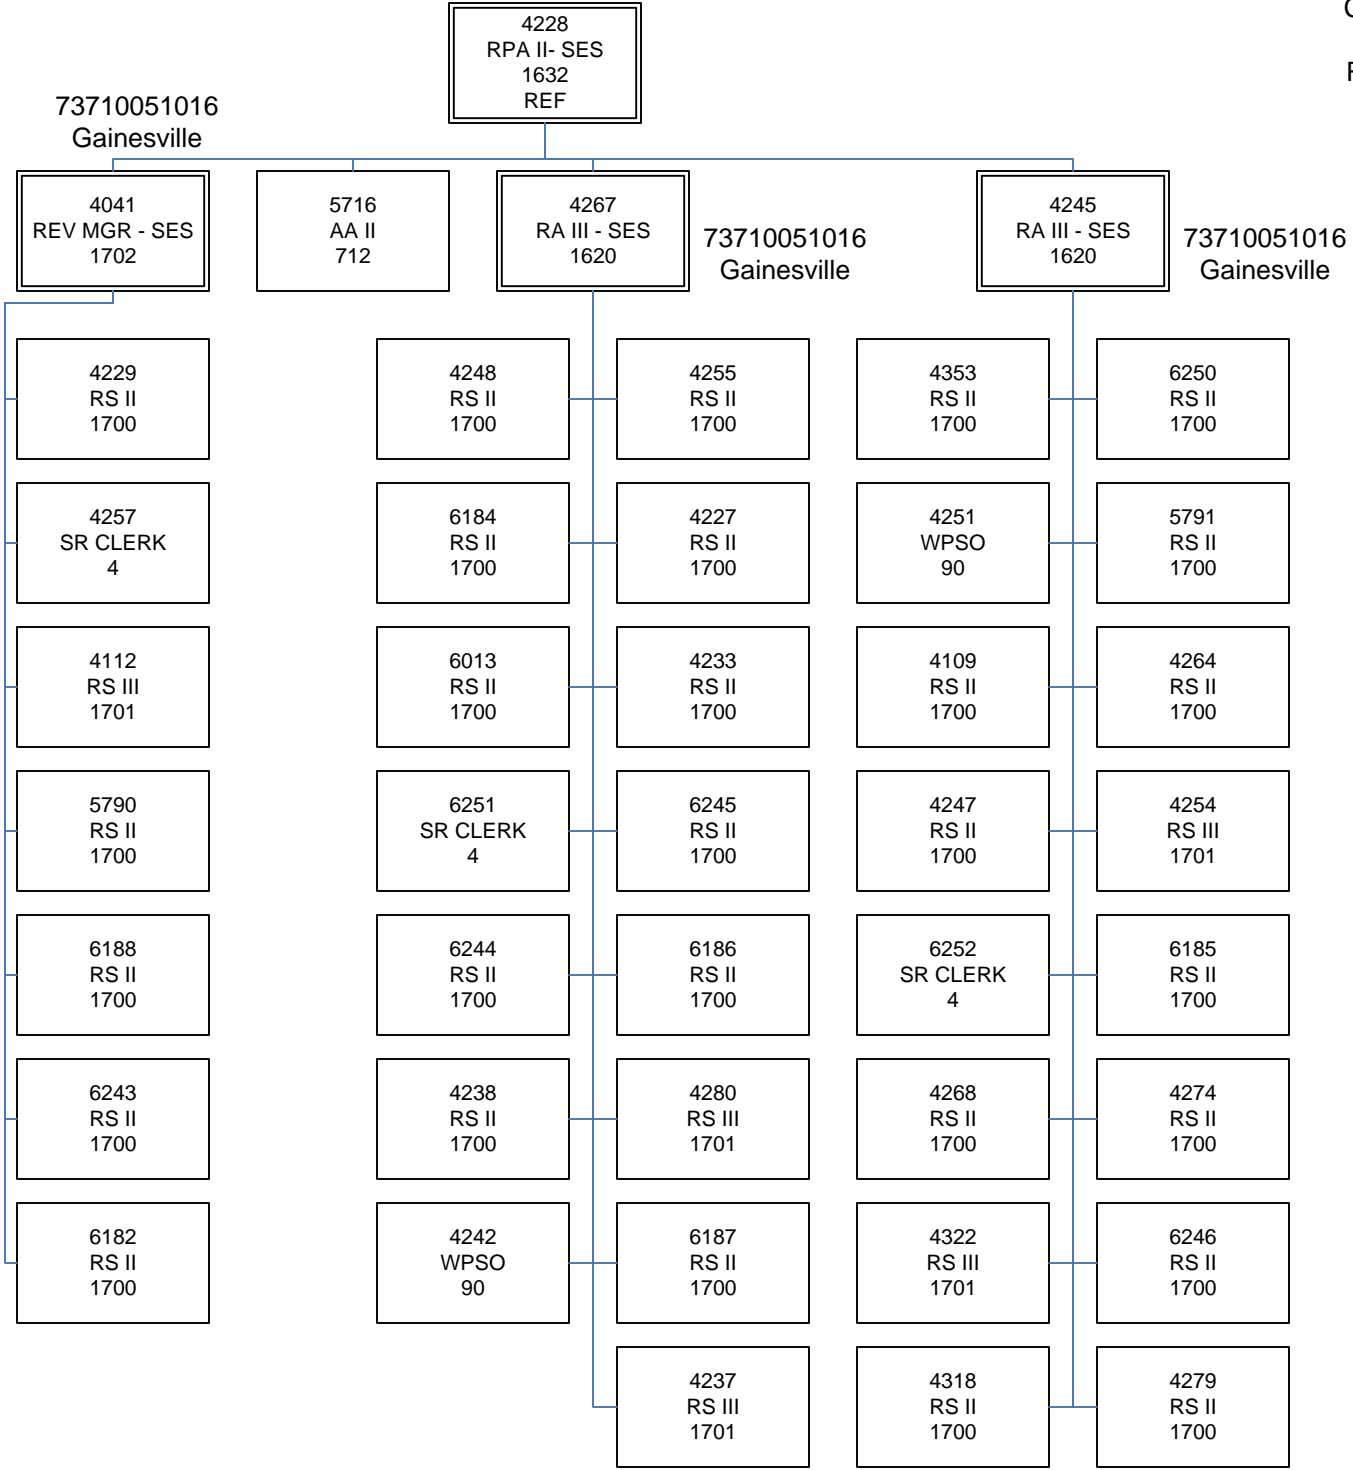 4228
RPA II- SES
1632
REF
73710051016
Gainesville
4041
REV MGR - SES
1702
5716
AA II
712
4267
RA III - SES
1620
73710051016
Gainesville
4245
RA III - SES
1620
73710051016
Gainesville
4229
RS II
1700
4248
RS II
1700
4255
RS II
1700
4353
RS II
1700
6250
RS II
1700
4257
SR CLERK
4
6184
RS II
1700
4227
RS II
1700
4251
WPSO
90
5791
RS II
1700
4112
RS III
1701
6013
RS II
1700
4233
RS II
1700
4109
RS II
1700
4264
RS II
1700
5790
RS II
1700
6251
SR CLERK
4
6245
RS II
1700
4247
RS II
1700
4254
RS III
1701
6188
RS II
1700
6244
RS II
1700
6186
RS II
1700
6252
SR CLERK
4
6185
RS II
1700
6243
RS II
1700
4238
RS II
1700
4280
RS III
1701
4268
RS II
1700
4274
RS II
1700
6182
RS II
1700
4242
WPSO
90
6187
RS II
1700
4322
RS III
1701
6246
RS II
1700
4237
RS III
1701
4318
RS II
1700
4279
RS II
1700